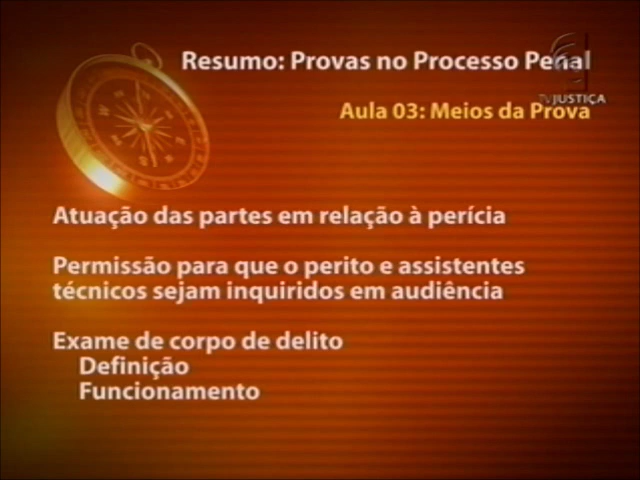 Resumo: Provas no Processo Penal
TV JUSTIÇA
Aula 03: Meios da Prova
Atuação das partes em relação à perícia
Permissão para que o perito e assistentes
técnicos sejam inquiridos em audiência
Exame de corpo de delito
Definição
Funcionamento